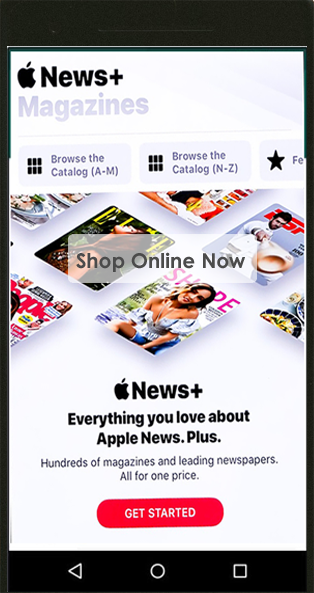 News+
Magazines
Browse the
Catalog (A-M)
Browse the
Catalog (N-Z)
Fe
Shop Online Now
SHAPE
News+
Everything you love about
Apple News. Plus.
Hundreds of magazines and leading newspapers.
All for one price.
GET STARTED